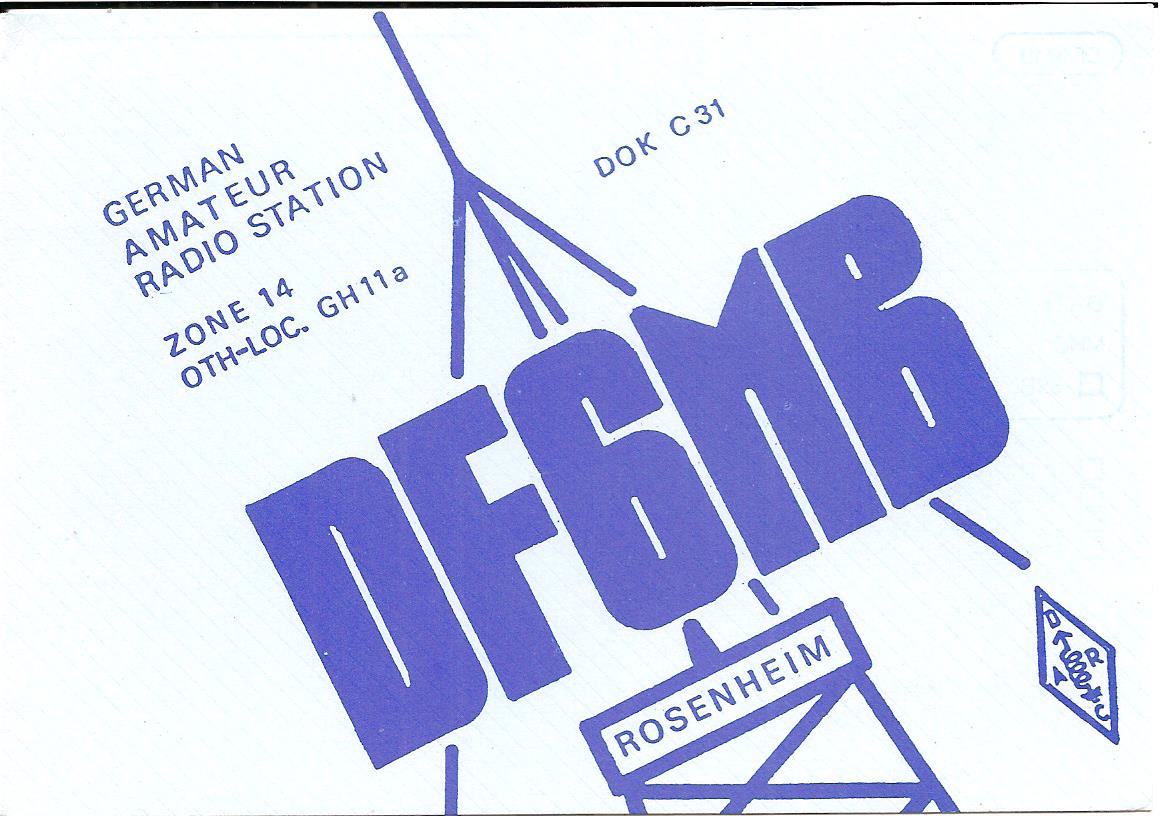 GERMAN
AMATEUR
RADIO STATION
ZONE 14
QTH-LOC. GH11a
DOK C31
DF6MB
ROSENHEIM
D A R C